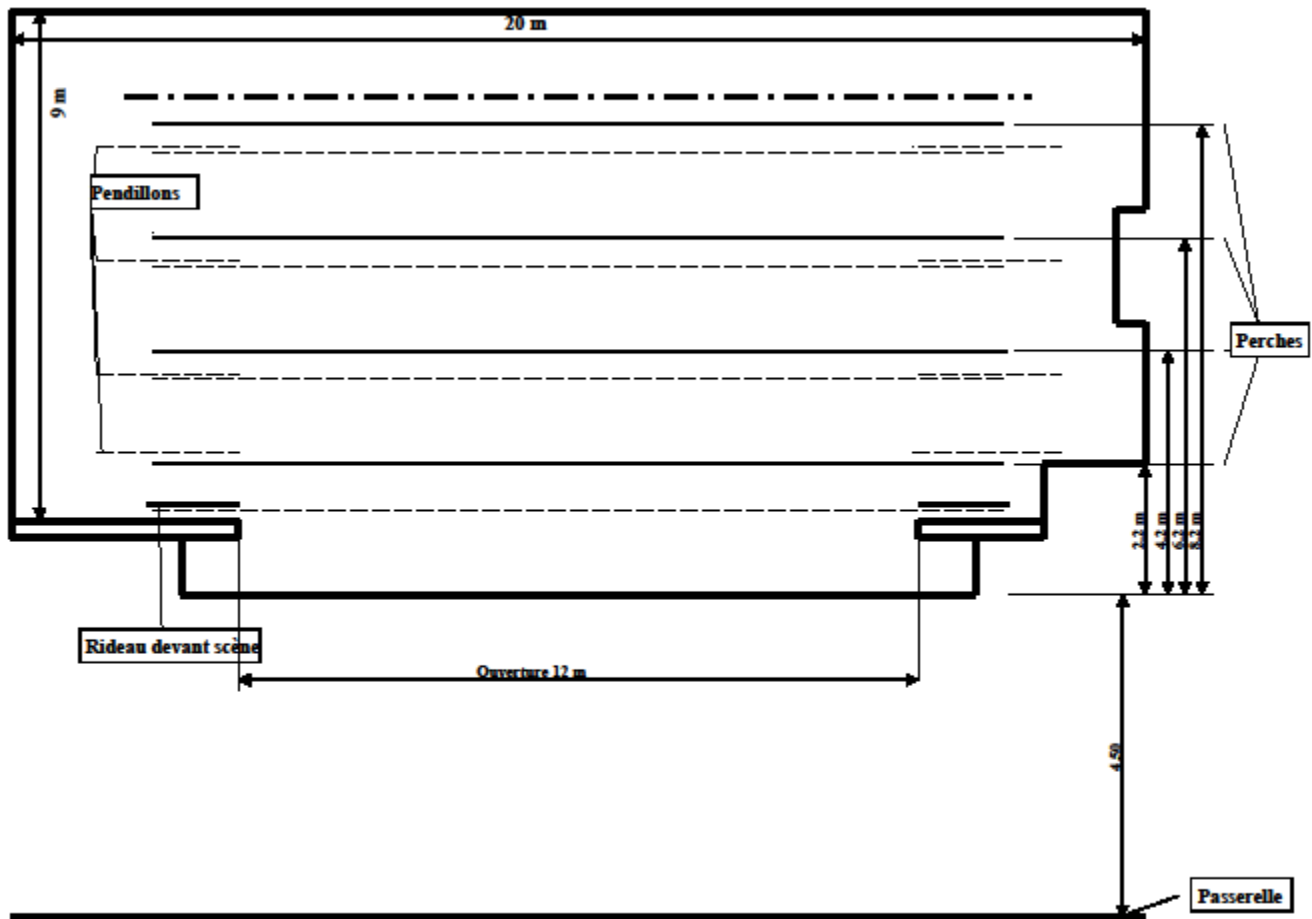 20 m
9 m
Pendillons
Perches
2.2 m
4.2 m
6.2 m
8.2 m
Rideau devant scène
Ouverture 12 m
4.50
Passerelle